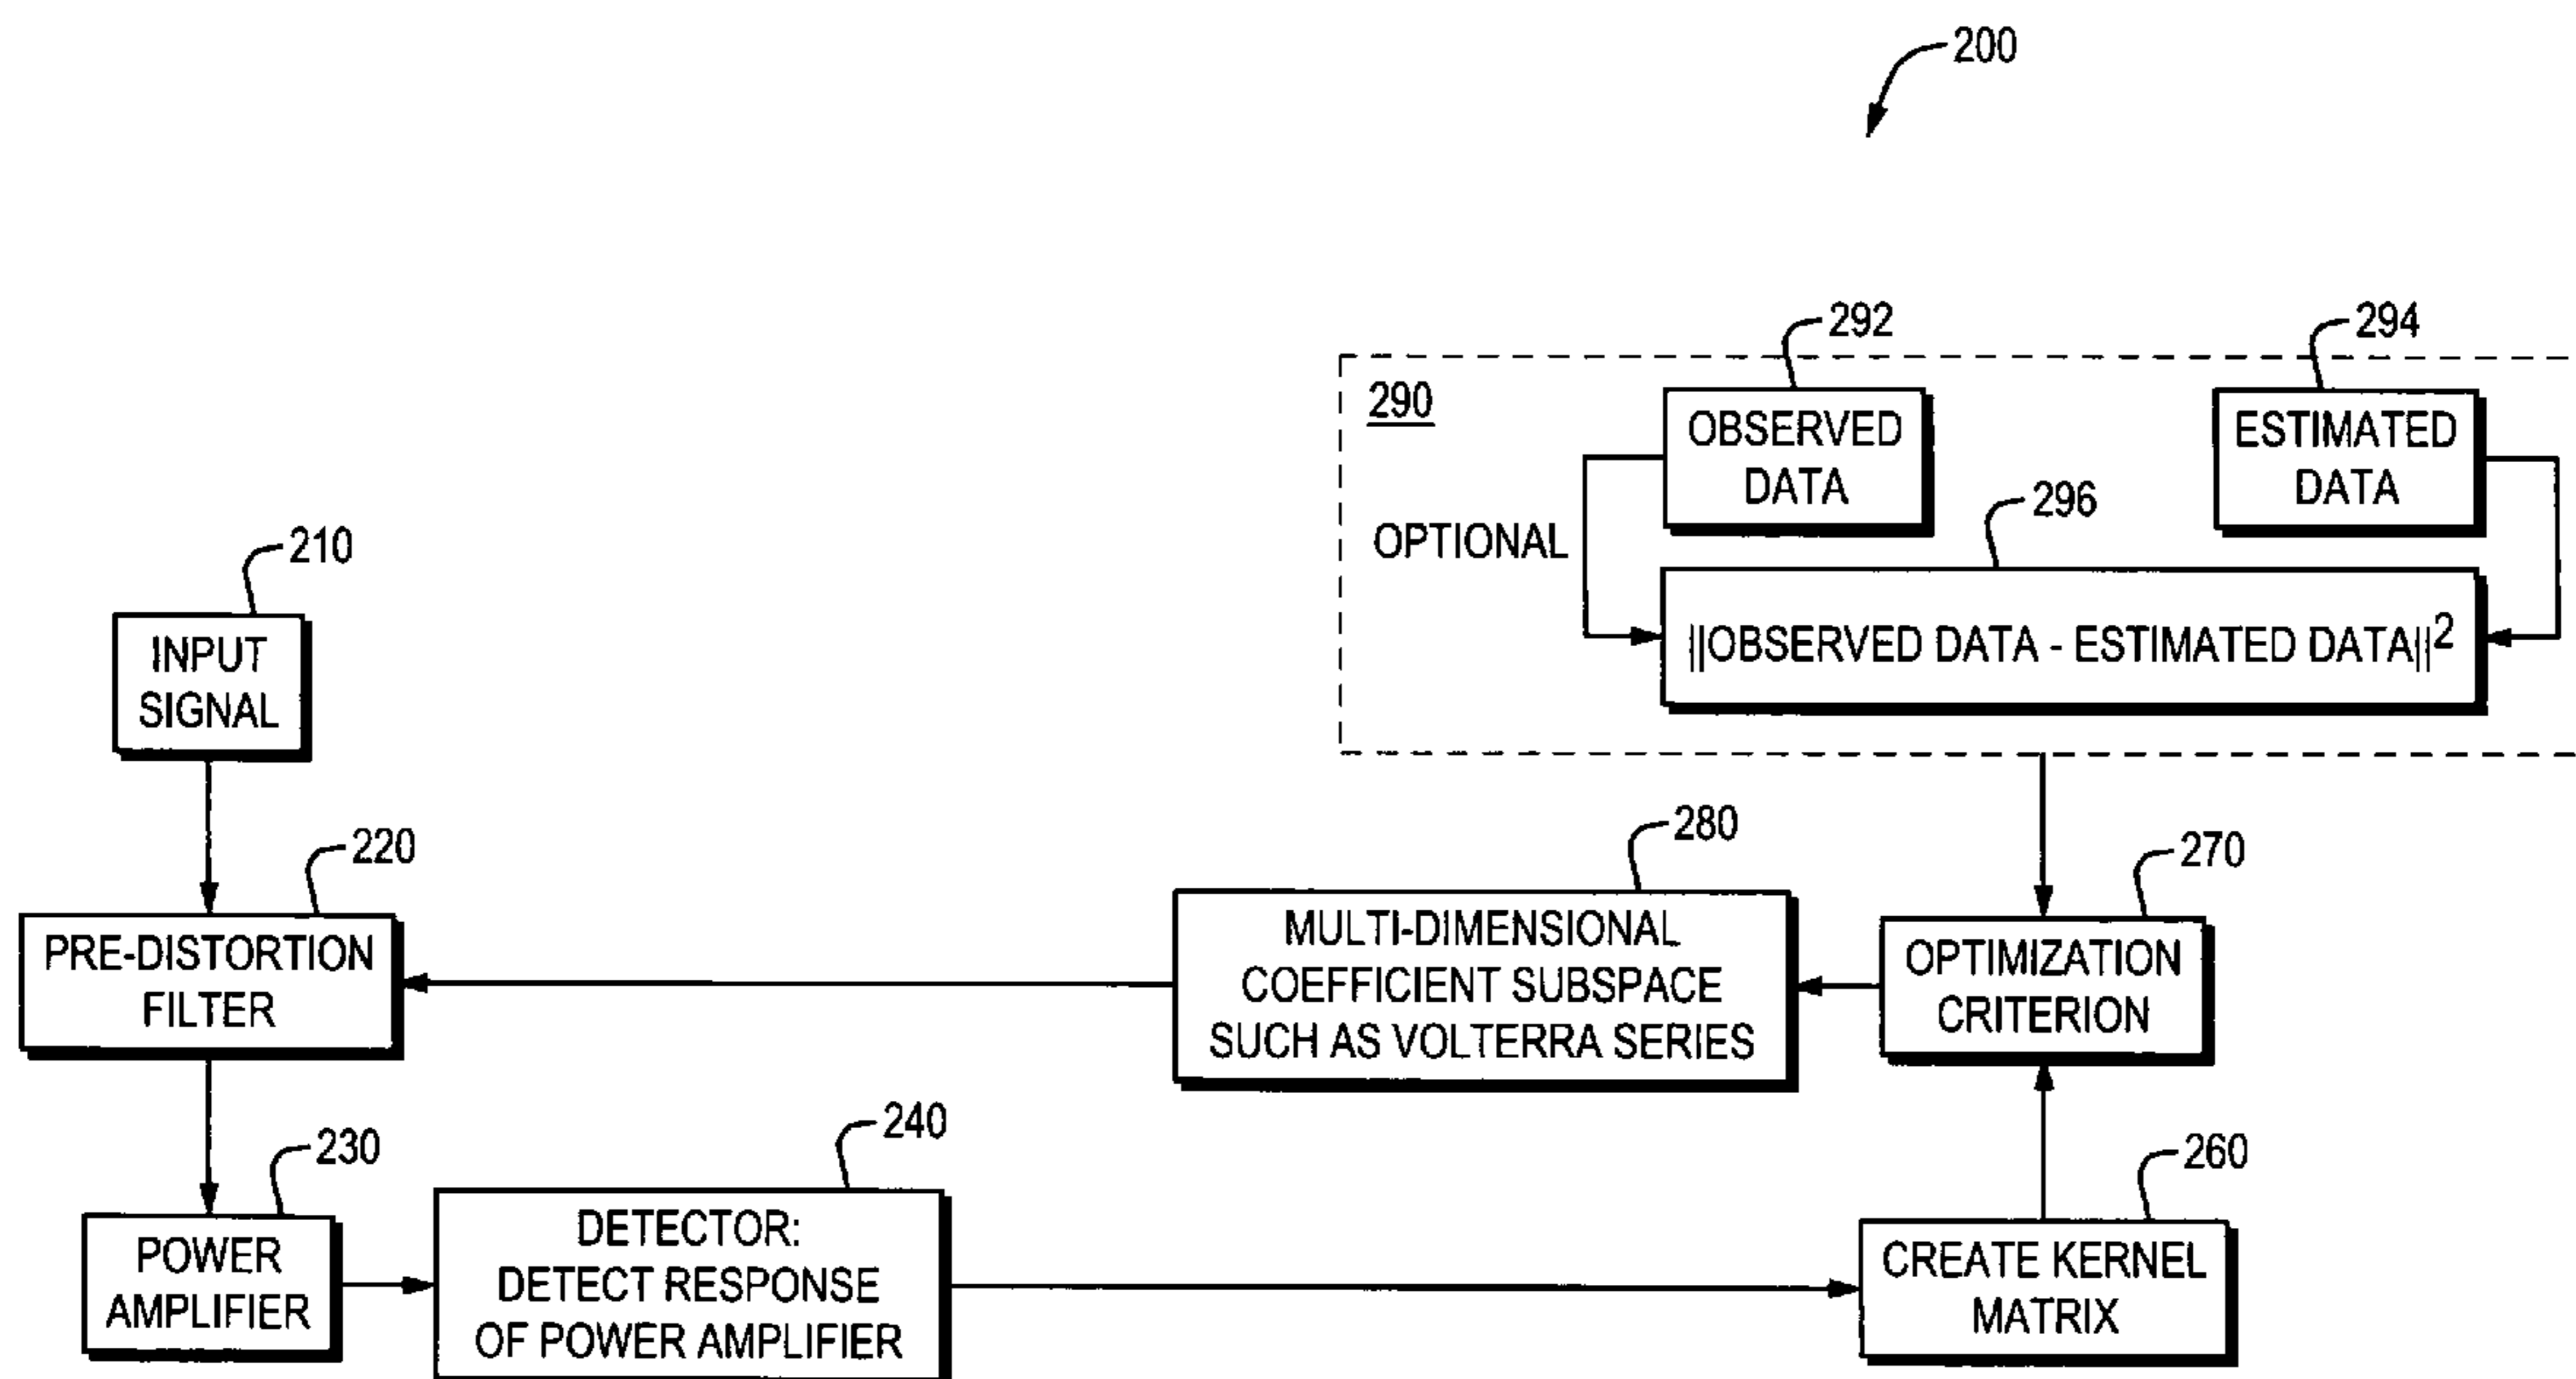 200
292
294
290
OBSERVED
DATA
ESTIMATED
DATA
296
OPTIONAL
||OBSERVED DATA - ESTIMATED DATA||2
210
INPUT
SIGNAL
220
PRE-DISTORTION
FILTER
280
MULTI-DIMENSIONAL
COEFFICIENT SUBSPACE
SUCH AS VOLTERRA SERIES
270
OPTIMIZATION
CRITERION
230
POWER
AMPLIFIER
240
DETECTOR:
DETECT RESPONSE
OF POWER AMPLIFIER
260
CREATE KERNEL
MATRIX